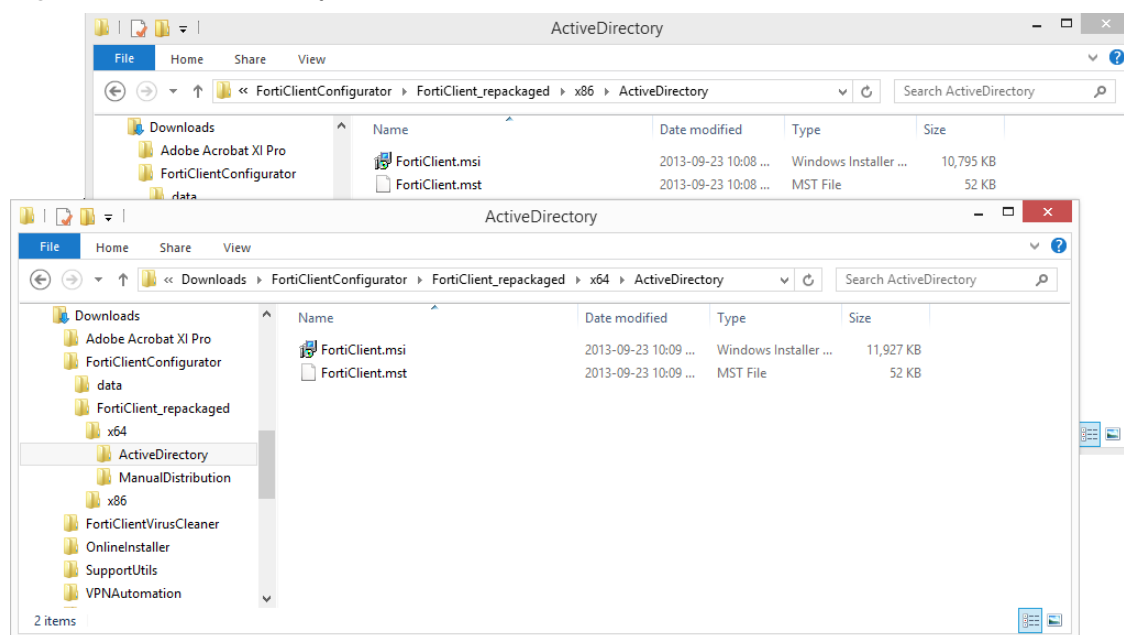 ActiveDirectory
File Home Share View
« FortiClientConfigurator FortiClient_repackaged x86 ActiveDirectory Search ActiveDirectory
Downloads Name Date modified Type Size
Adobe Acrobat XI Pro
FortiClient.msi 2013-09-23 10:08 ... Windows Installer ... 10,795 KB
FortiClientConfigurator
FortiClient.mst 2013-09-23 10:08 ... MST File 52 KB
data
ActiveDirectory
File Home Share View
« Downloads FortiClientConfigurator FortiClient_repackaged x64 ActiveDirectory Search ActiveDirectory
Downloads Name Date modified Type Size
Adobe Acrobat XI Pro
FortiClient.msi 2013-09-23 10:09 ... Windows Installer ... 11,927 KB
FortiClientConfigurator
FortiClient.mst 2013-09-23 10:09 ... MST File 52 KB
data
FortiClient_repackaged
x64
ActiveDirectory
ManualDistribution
x86
FortiClientVirusCleaner
OnlineInstaller
SupportUtils
VPNAutomation
2 items